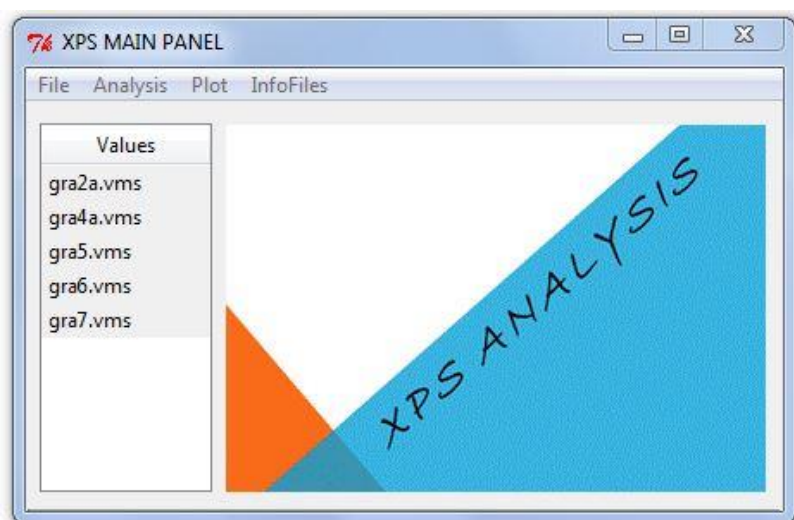 XPS MAIN PANEL
File Analysis Plot InfoFiles
Values
gra2a.vms
gra4a.vms
gra5.vms
gra6.vms
gra7.vms
XPS ANALYSIS